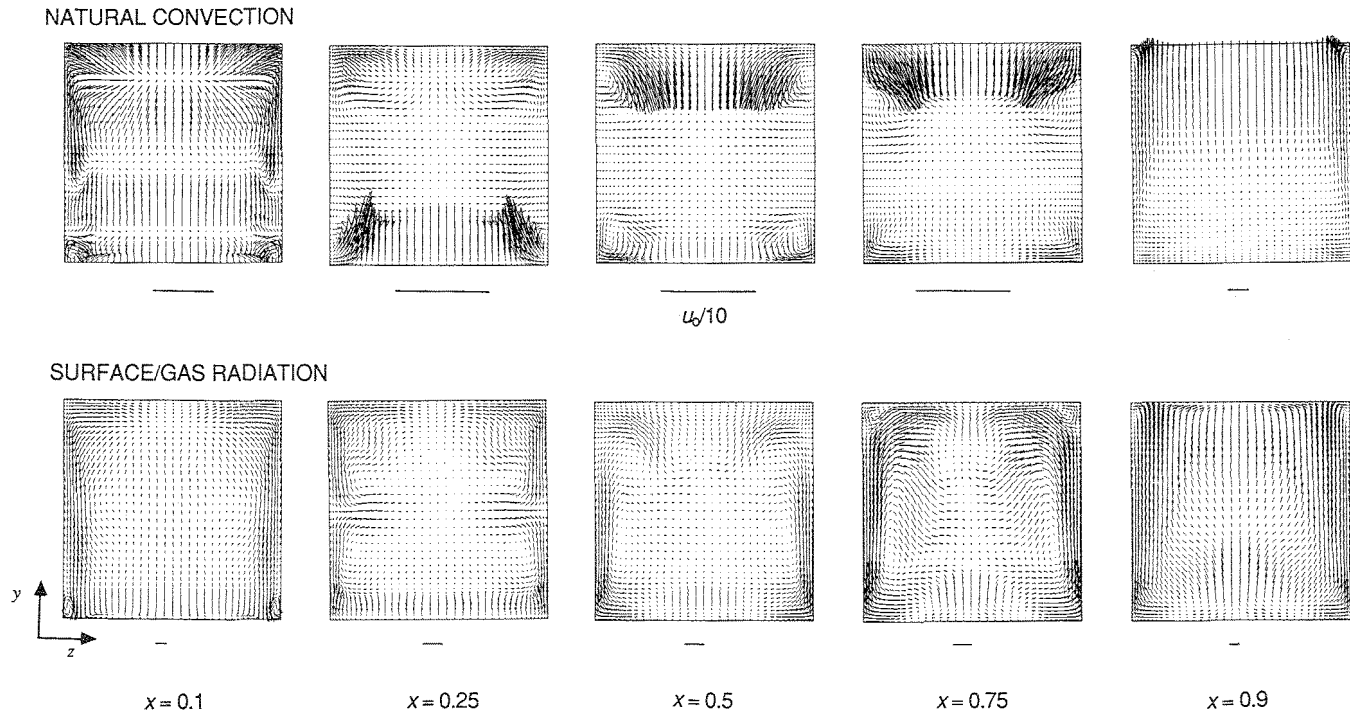 NATURAL CONVECTION
u₀/10
SURFACE/GAS RADIATION
y
z
x = 0.1
x = 0.25
x = 0.5
x = 0.75
x = 0.9